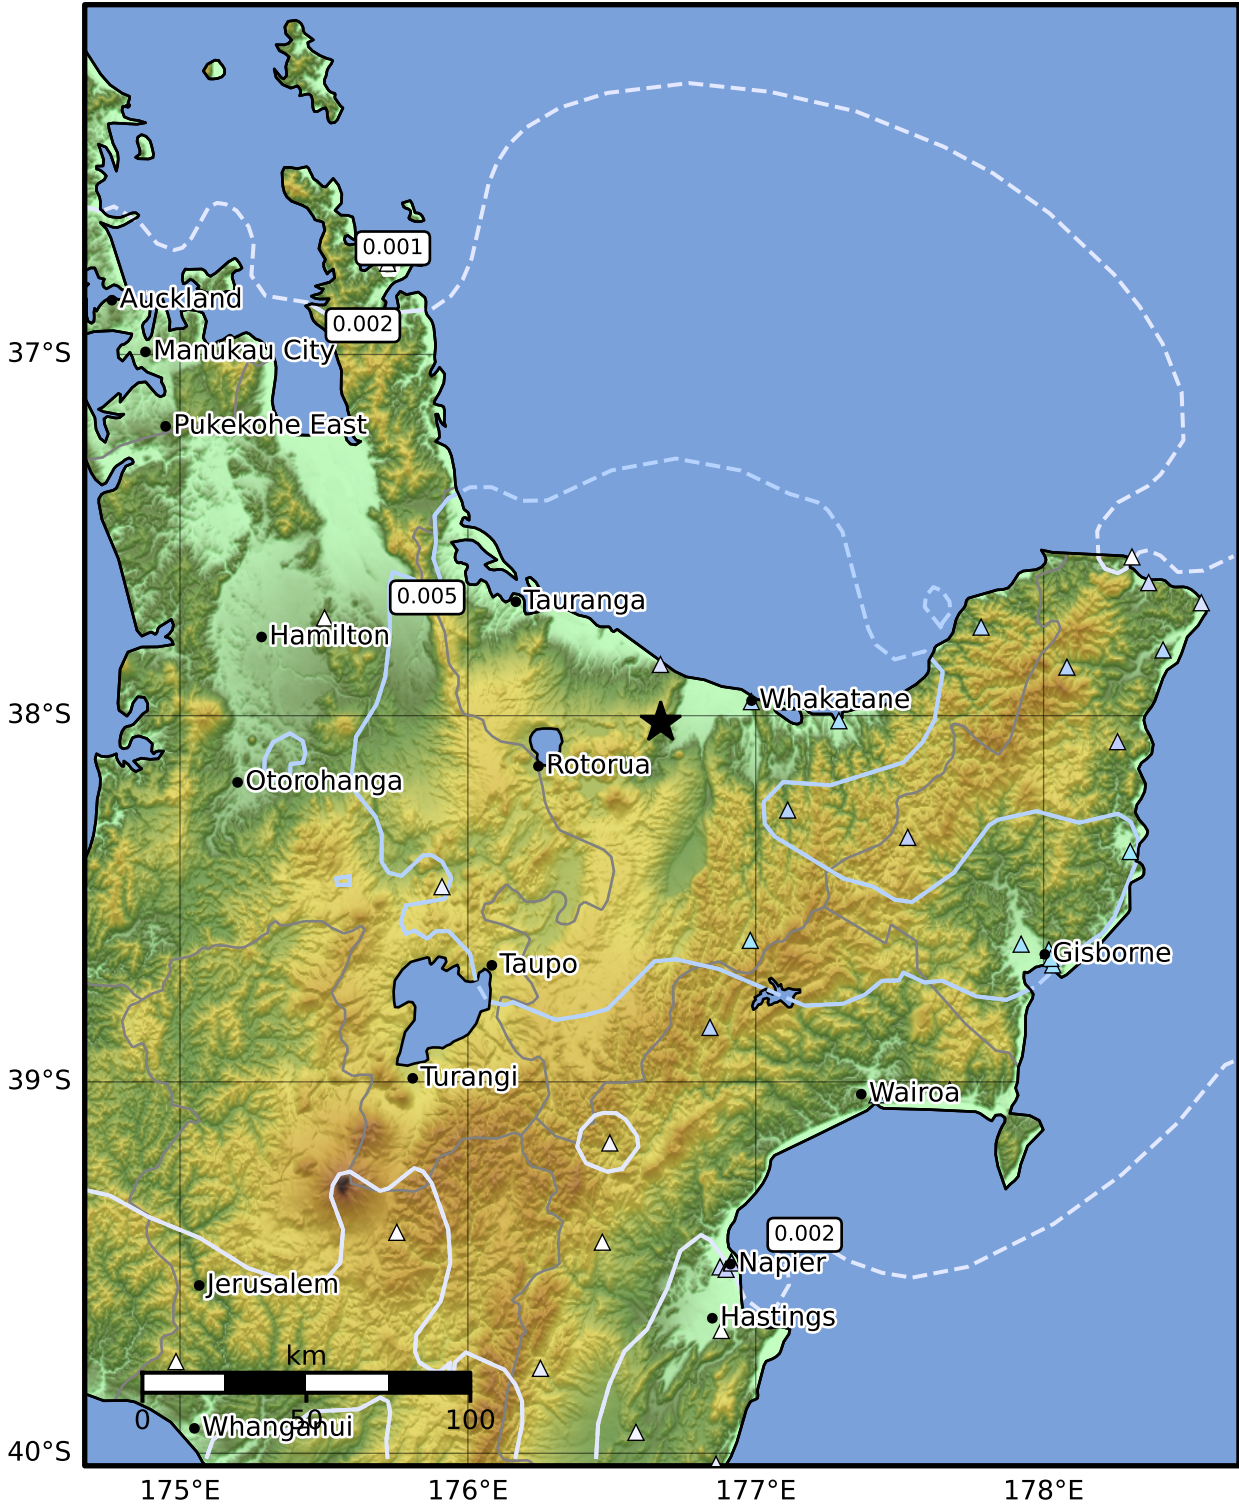 0.001
Auckland
0.002
37°S
Manukau City
Pukekohe East
0.005
Tauranga
Hamilton
Whakatane
38°S
Rotorua
Otorohanga
Gisborne
Taupo
39°S
Turangi
Wairoa
0.002
Napier
Jerusalem
Hastings
km
0 50 100
Whanganui
40°S
175°E 176°E 177°E 178°E